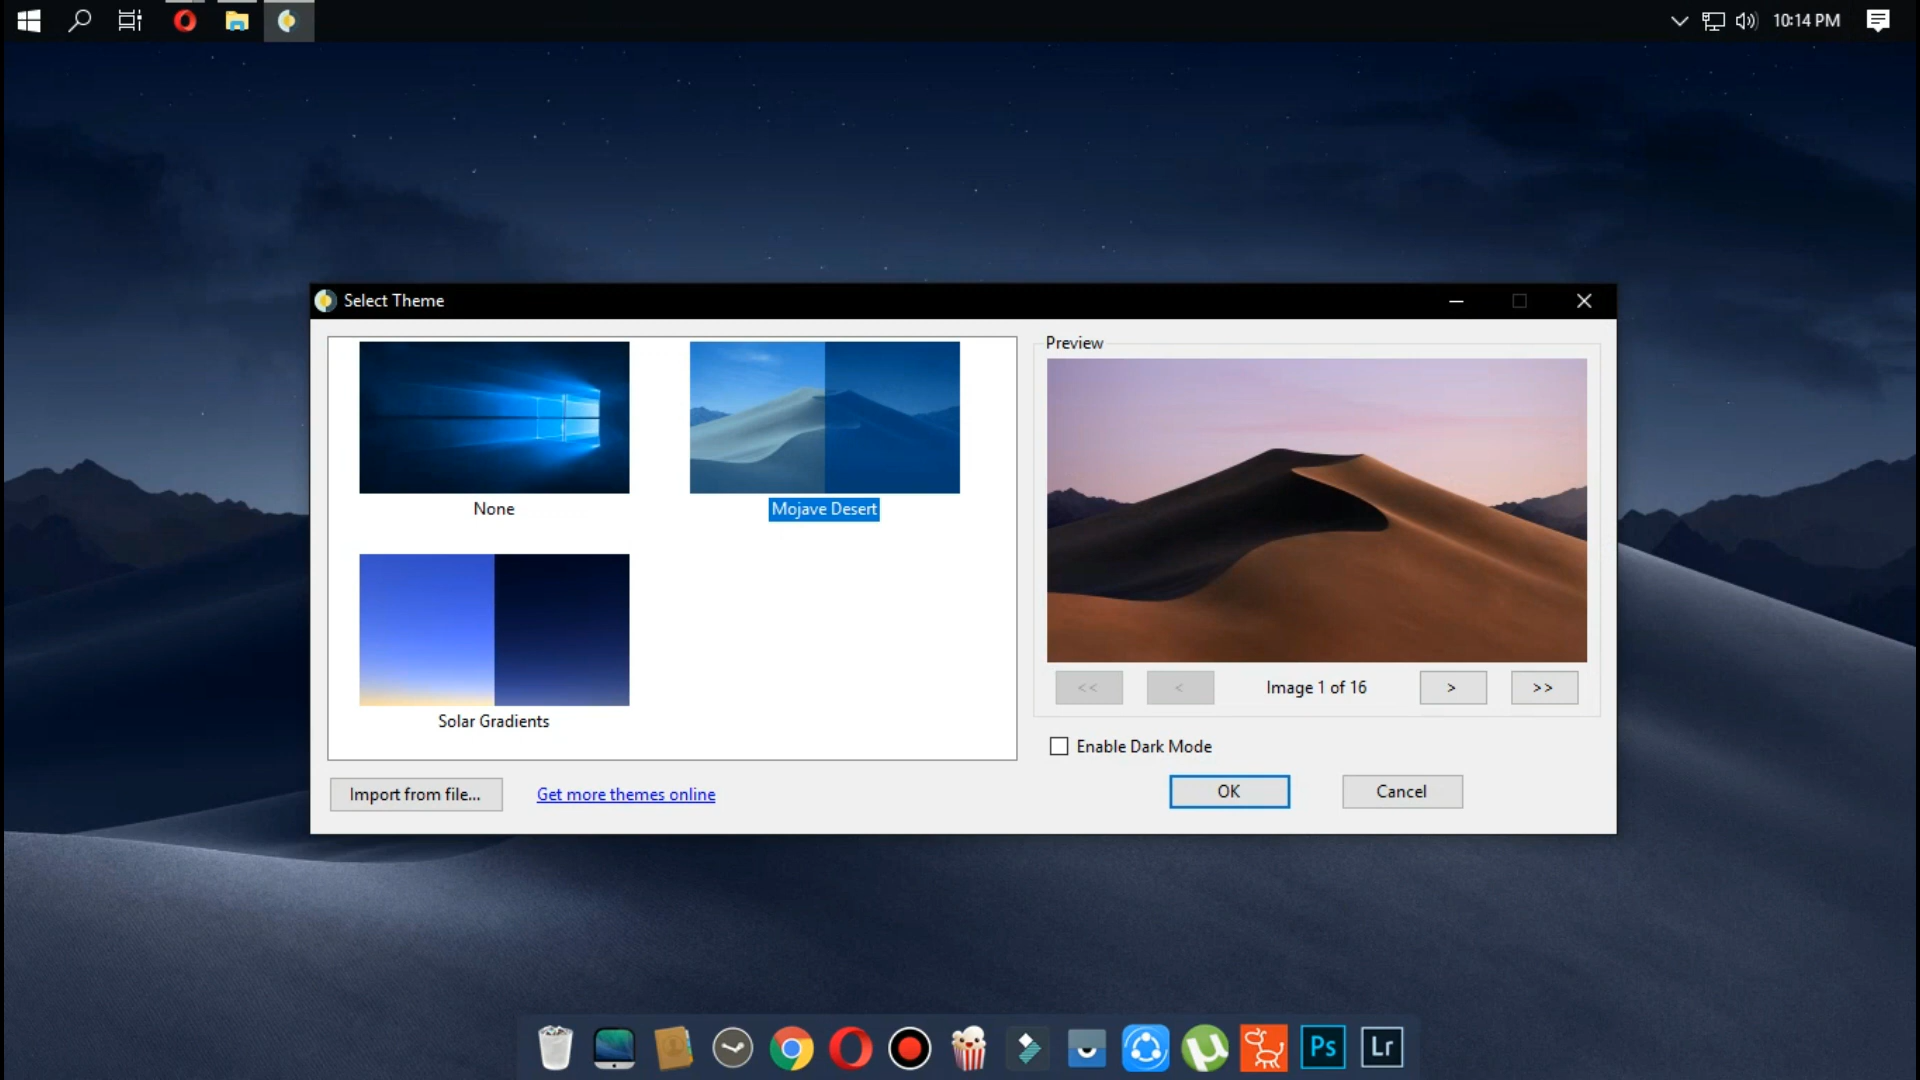 10:14 PM
Select Theme
None
Mojave Desert
Solar Gradients
Import from file...
Get more themes online
Preview
<<
<
Image 1 of 16
>
>>
Enable Dark Mode
OK
Cancel
Ps
Lr